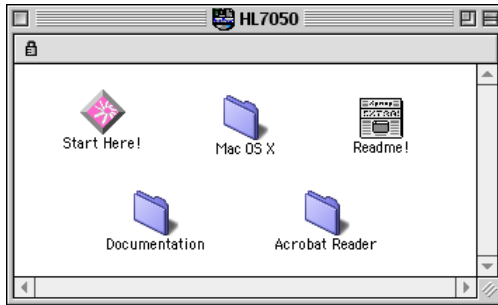 HL7050
Start Here!
Mac OS X
Readme!
Documentation
Acrobat Reader